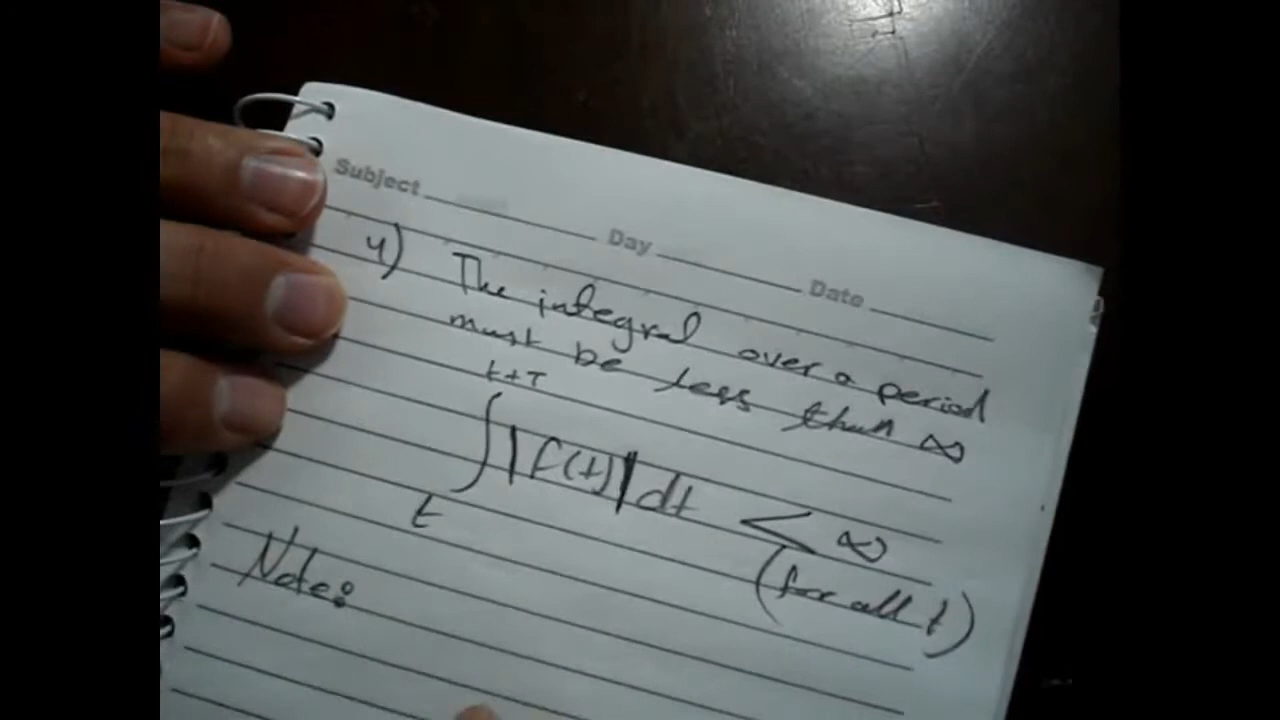 Subject Day Date
4) The integral over a period
must be less than ∞
t+T
∫ |f(t)| dt < ∞
t
(for all t)
Note: